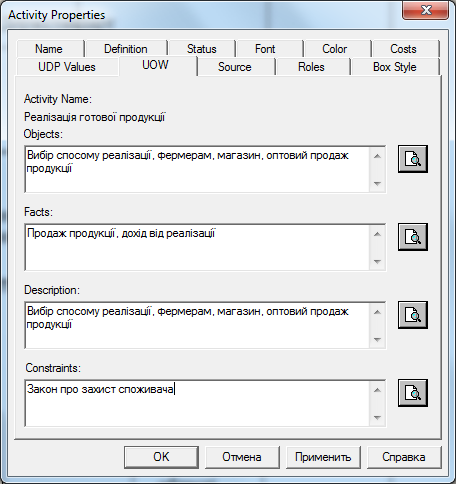 Activity Properties
Name Definition Status Font Color Costs
UDP Values UOW Source Roles Box Style
Activity Name:
Реалізація готової продукції
Objects:
Вибір спосому реалізації, фермерам, магазин, оптовий продаж
продукції
Facts:
Продаж продукції, дохід від реалізації
Description:
Вибір спосому реалізації, фермерам, магазин, оптовий продаж
продукції
Constraints:
Закон про захист споживача
OK Отмена Применить Справка